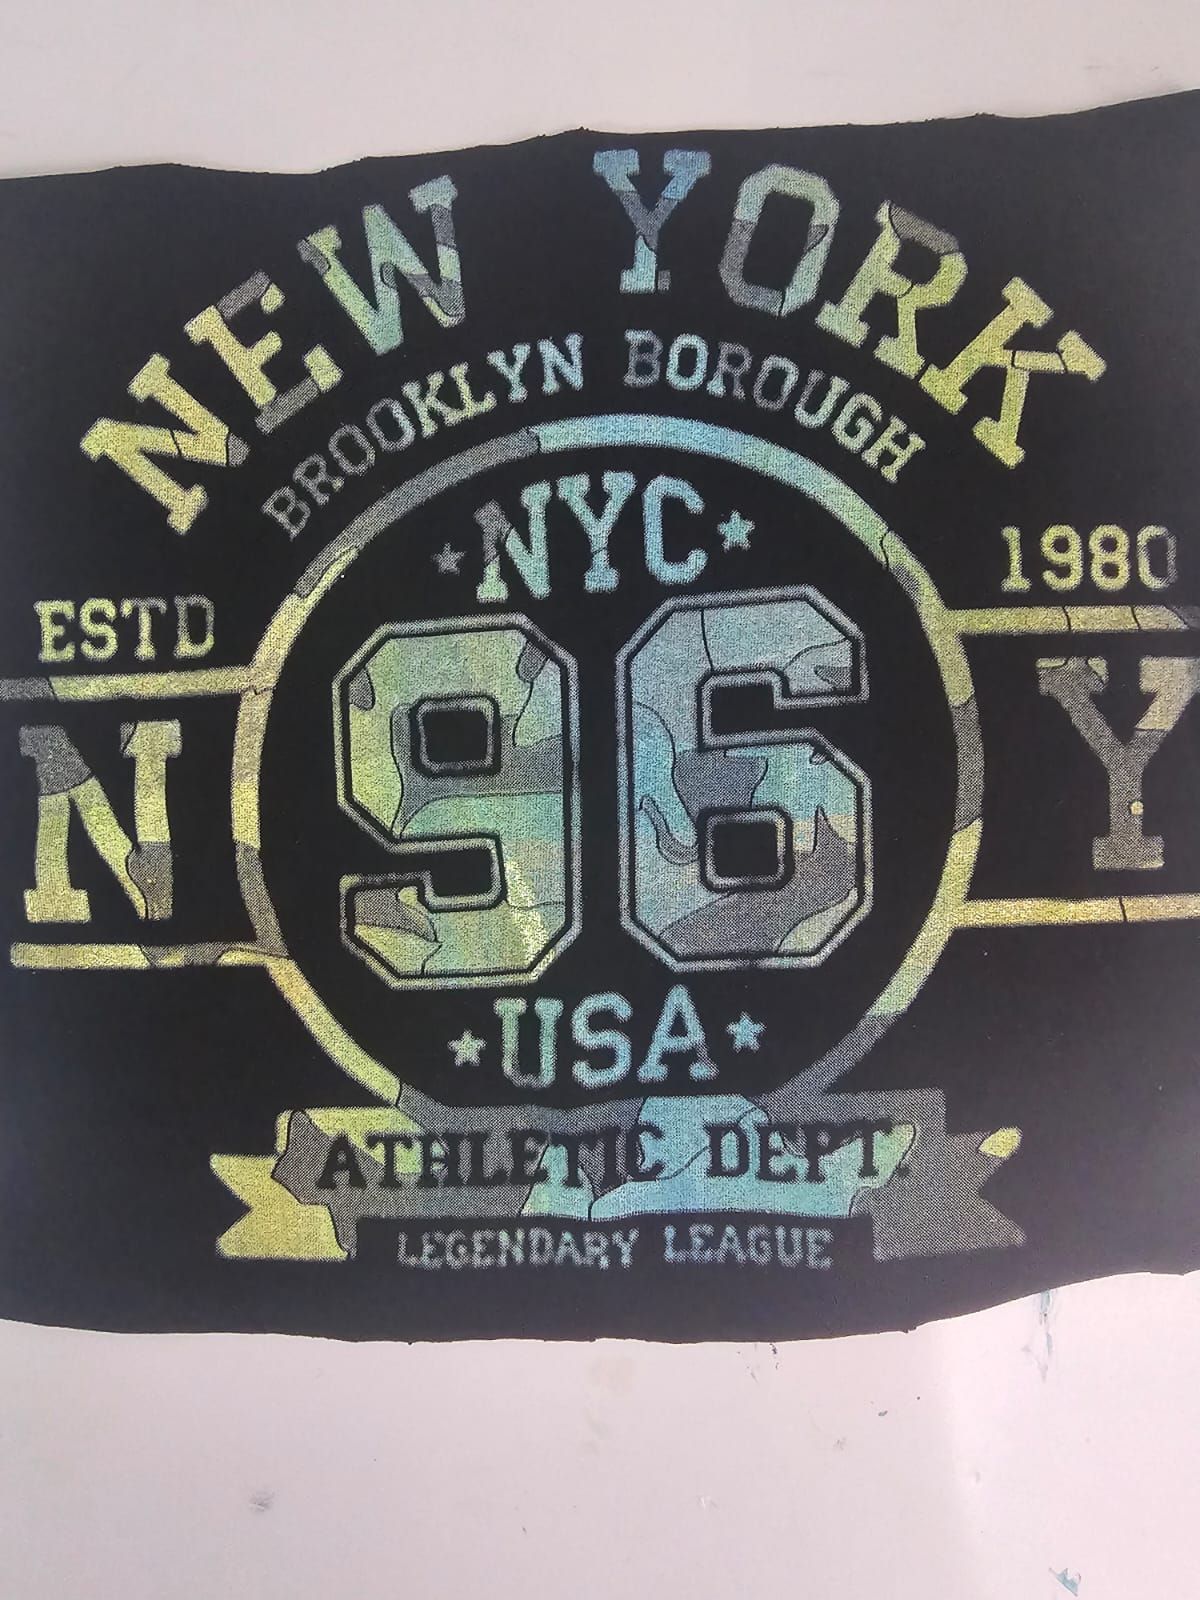 NEW YORK
BROOKLYN BOROUGH
NYC
ESTD 1980
N 96 Y
USA
ATHLETIC DEPT.
LEGENDARY LEAGUE